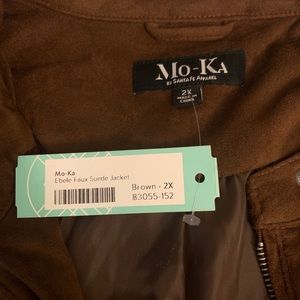 Mo-Ka
BY SANTA FE APPAREL
2X
MADE IN
CHINA
Mo-Ka
Ebele Faux Suede Jacket
Brown - 2X
83055-152